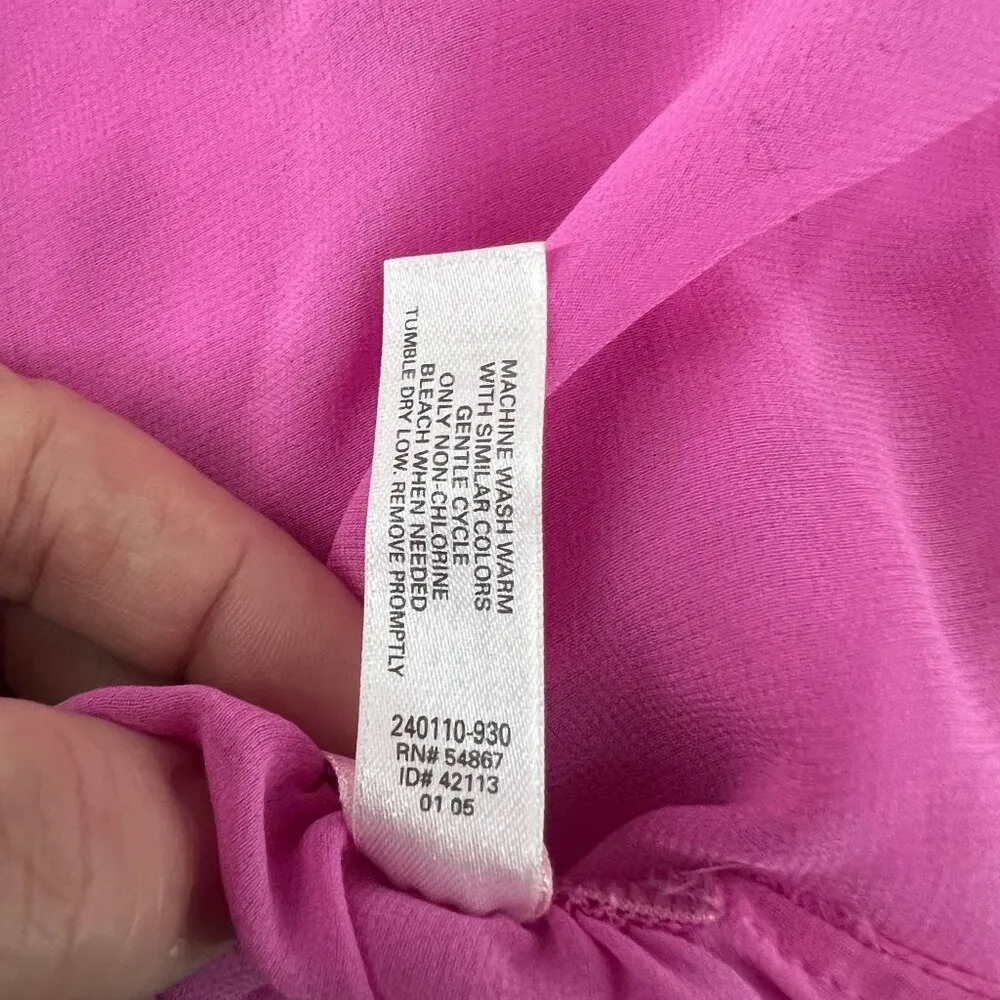 MACHINE WASH WARM
WITH SIMILAR COLORS
GENTLE CYCLE
ONLY NON-CHLORINE
BLEACH WHEN NEEDED
TUMBLE DRY LOW. REMOVE PROMPTLY
240110-930
RN# 54867
ID# 42113
01 05